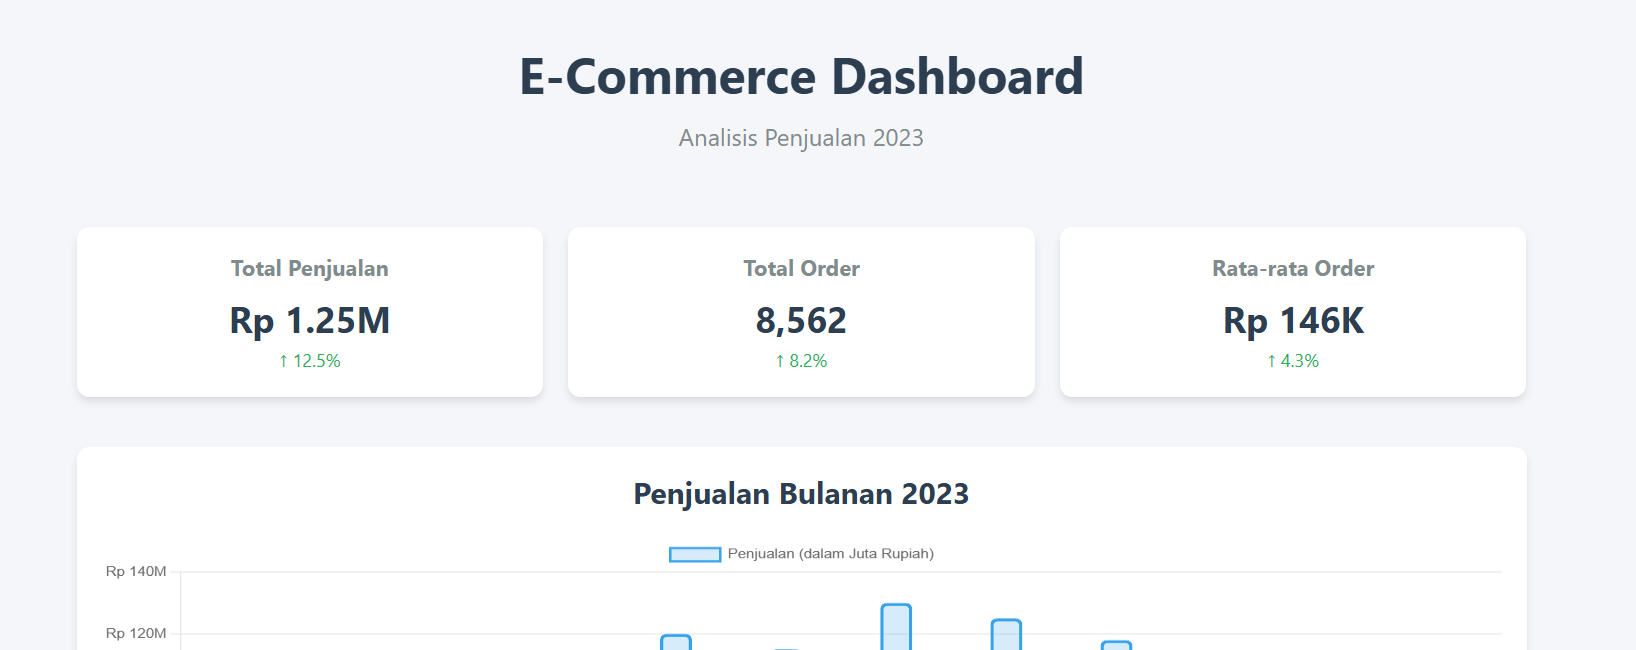 E-Commerce Dashboard
Analisis Penjualan 2023
Total Penjualan
Rp 1.25M
↑ 12.5%
Total Order
8,562
↑ 8.2%
Rata-rata Order
Rp 146K
↑ 4.3%
Penjualan Bulanan 2023
Penjualan (dalam Juta Rupiah)
Rp 140M
Rp 120M